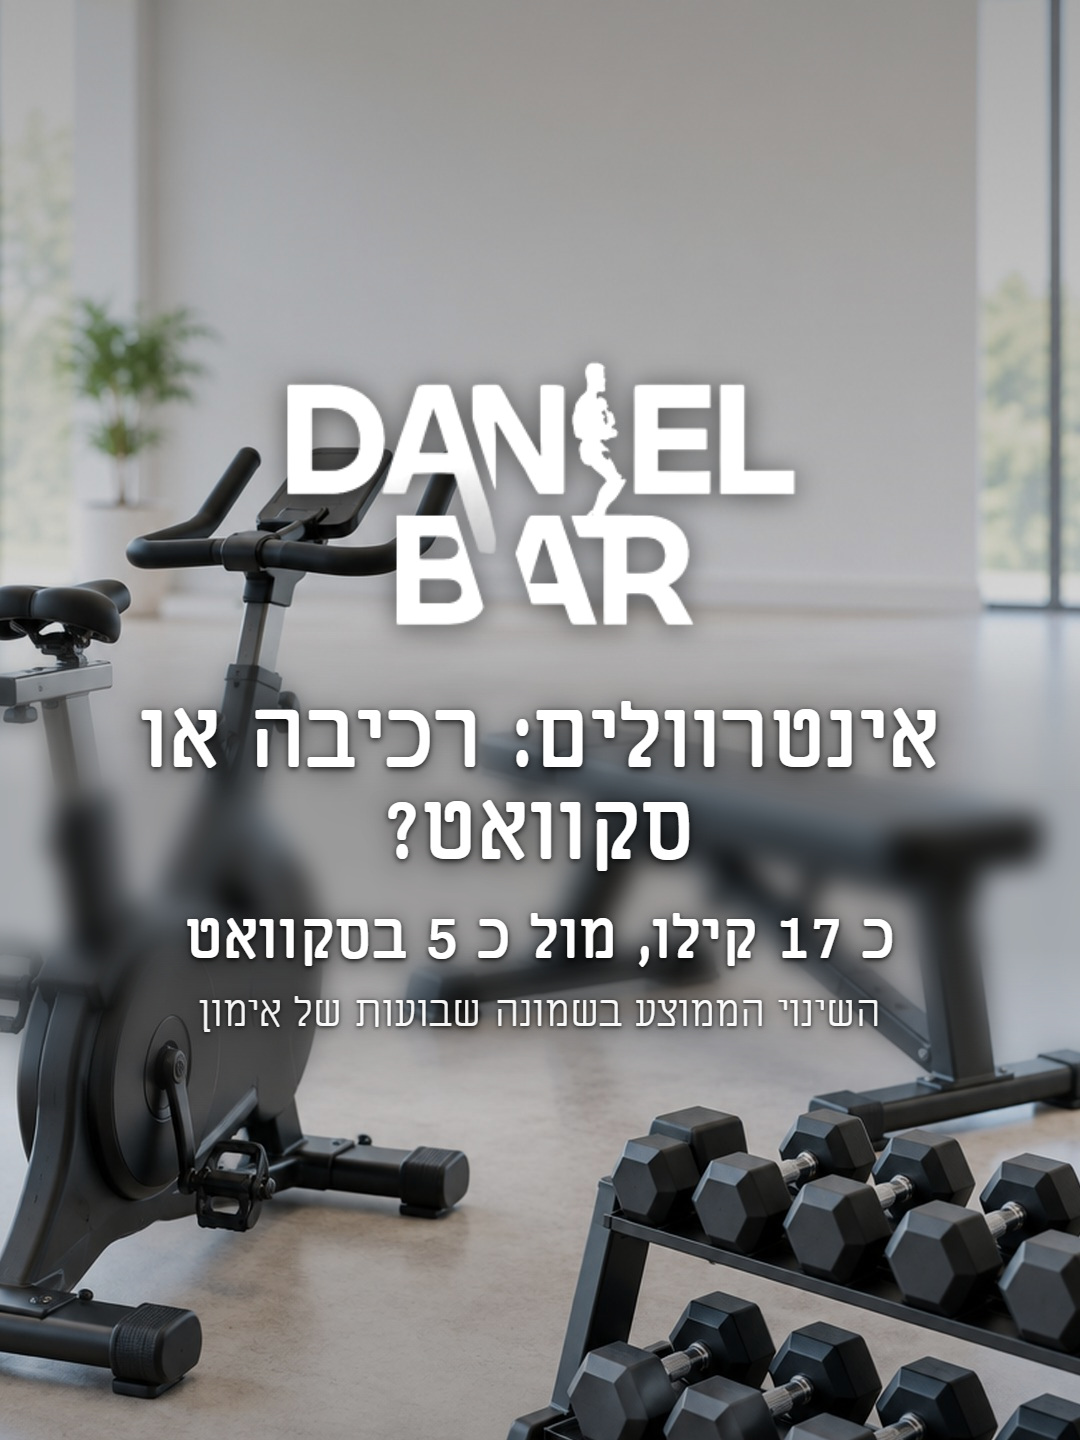 DANIEL
BAR
אינטרוולים: רכיבה או
סקוואט?
כ 17 קילו, מול כ 5 בסקוואט
השינוי הממוצע בשמונה שבועות של אימון